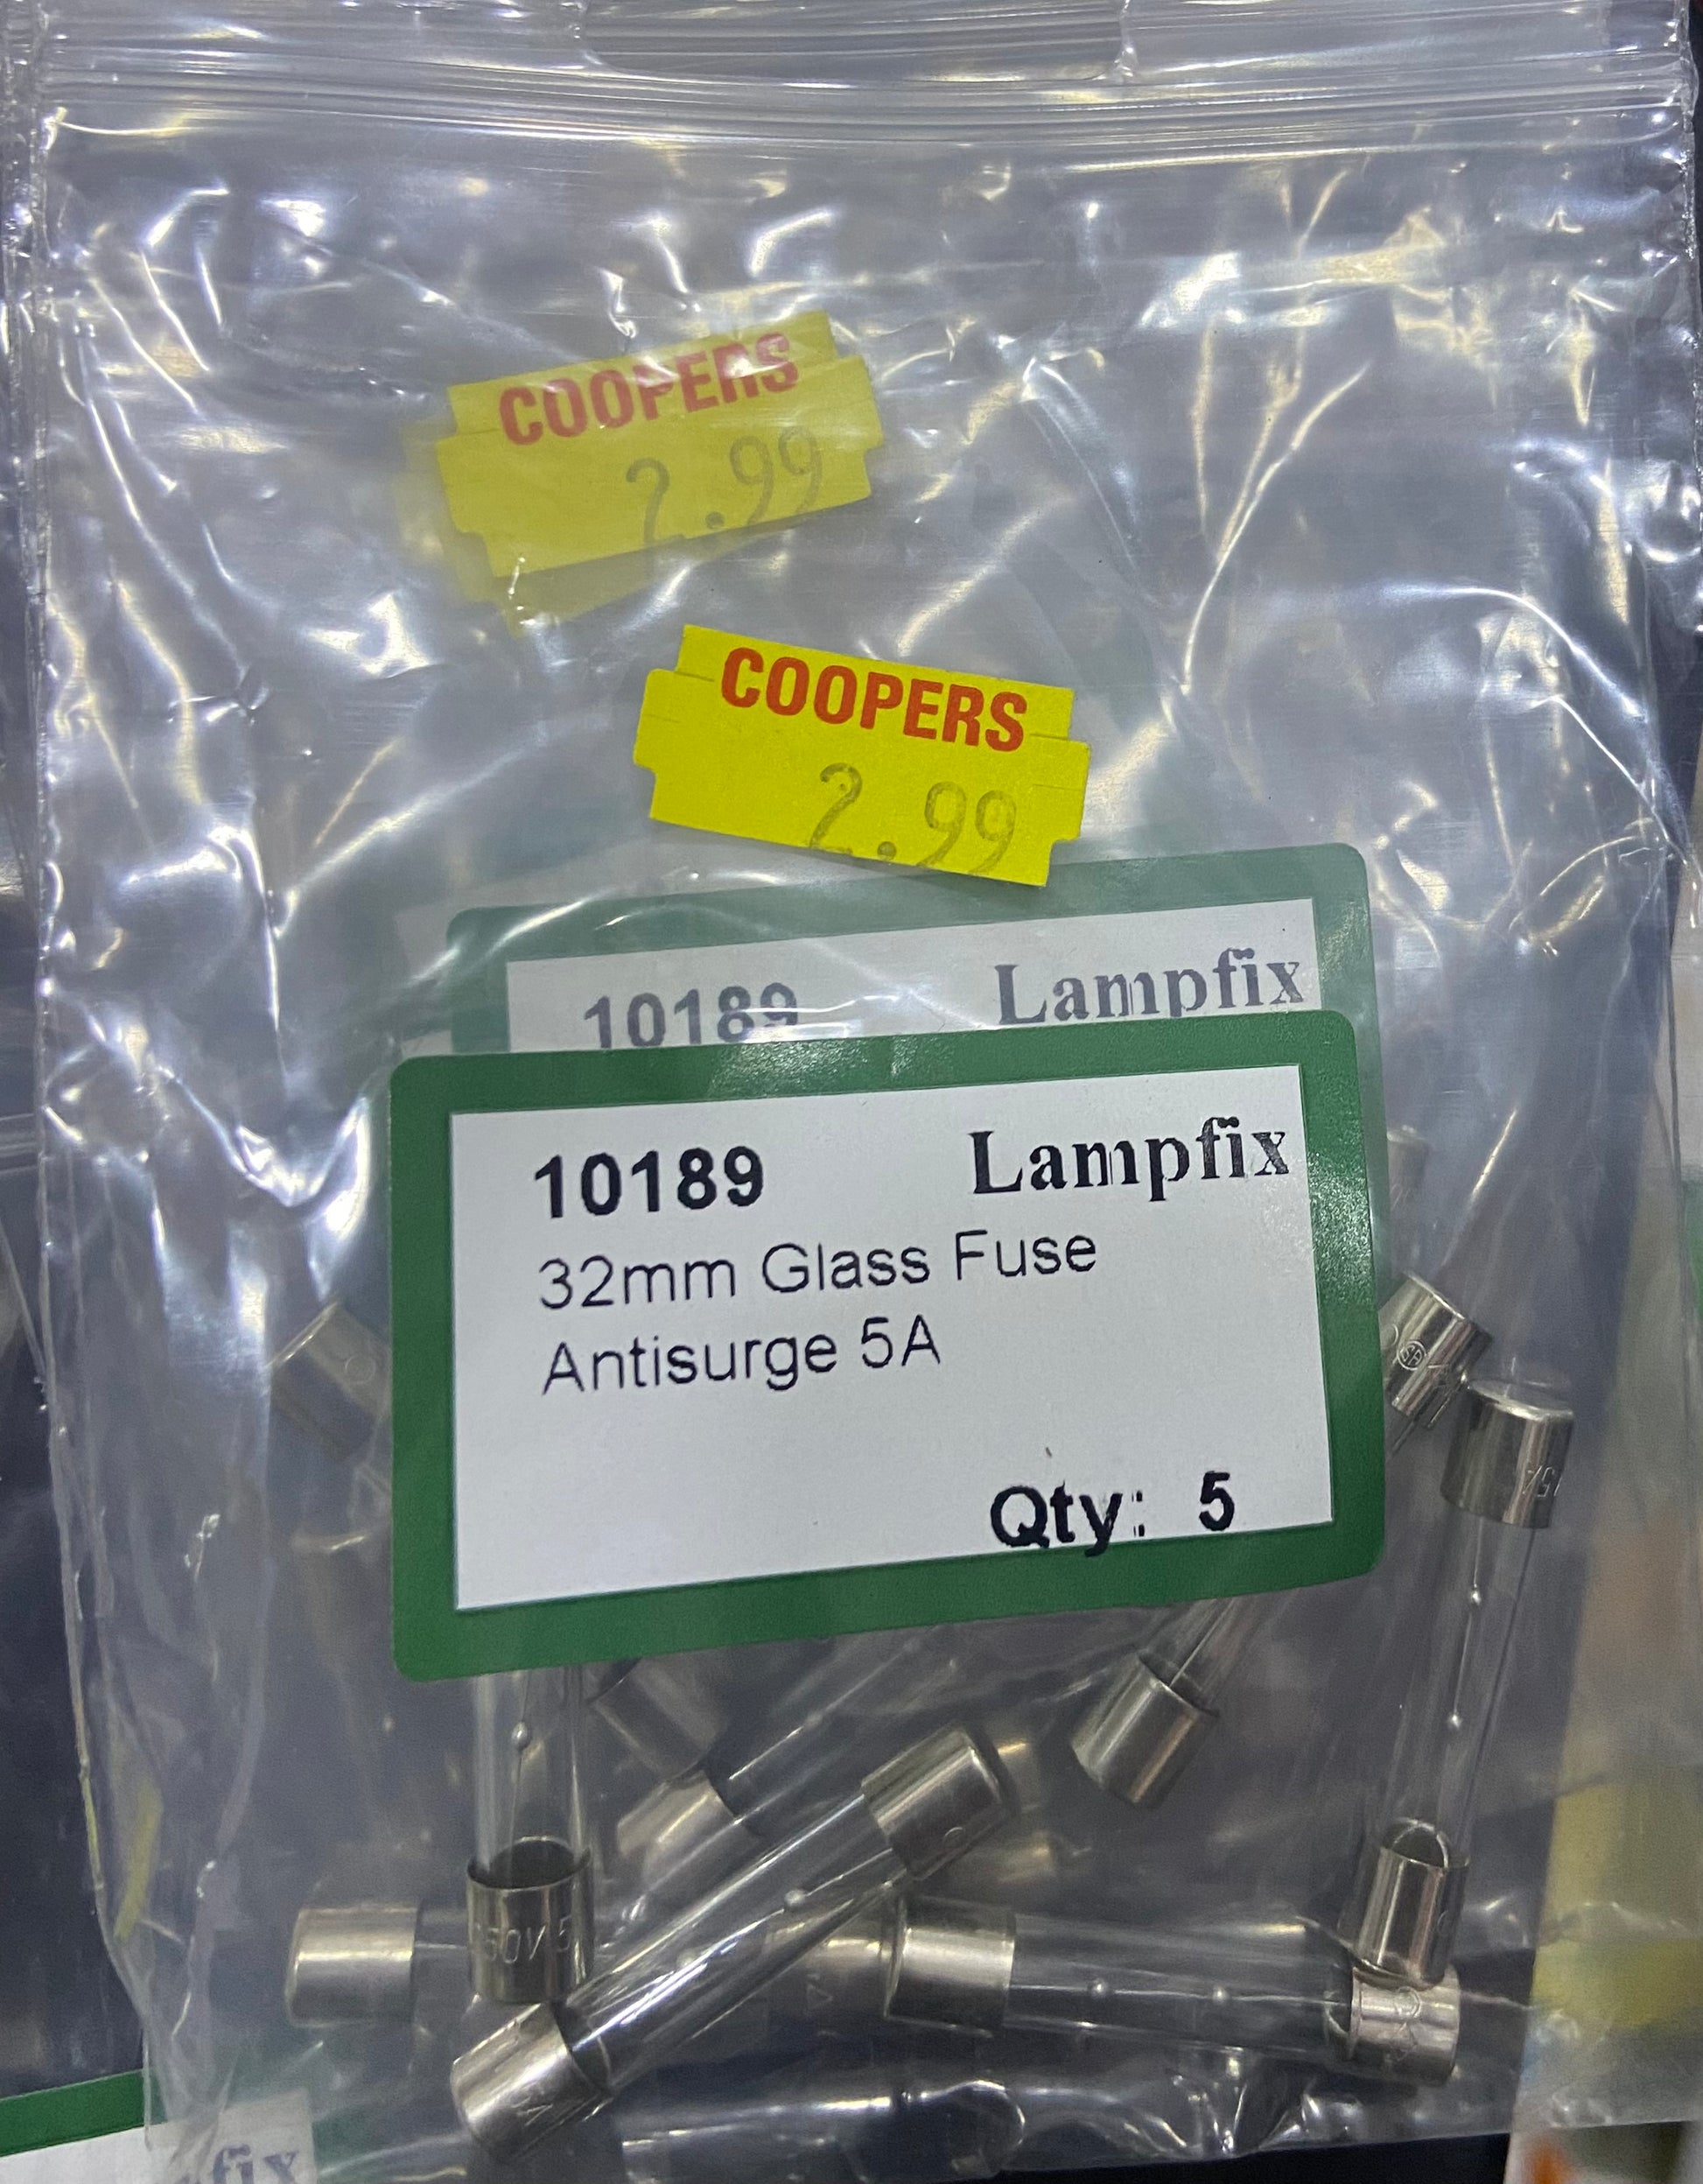 COOPERS
2.99
COOPERS
2.99
10189 Lampfix
10189 Lampfix
32mm Glass Fuse
Antisurge 5A
Qty: 5